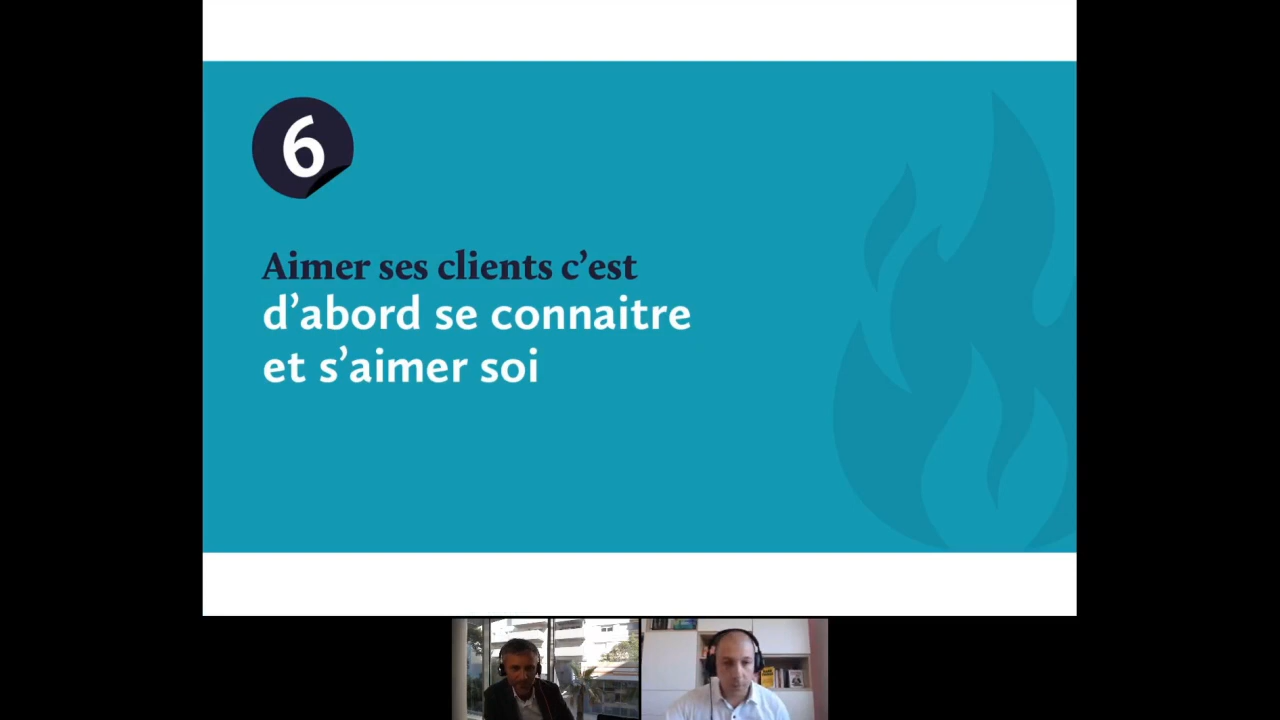 6
Aimer ses clients c’est
d’abord se connaitre
et s’aimer soi